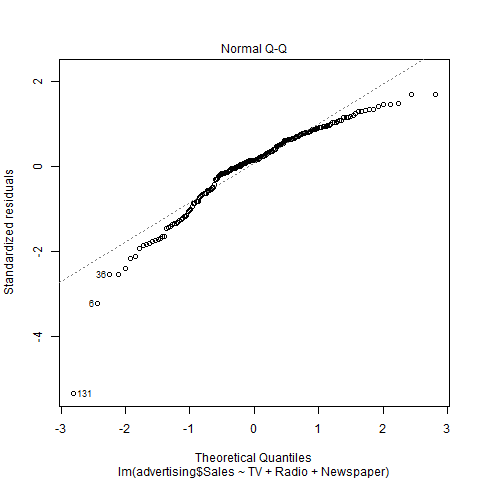 Normal Q-Q
2
0
-2
-4
Standardized residuals
36
6
131
-3 -2 -1 0 1 2 3
Theoretical Quantiles
lm(advertising$Sales ~ TV + Radio + Newspaper)